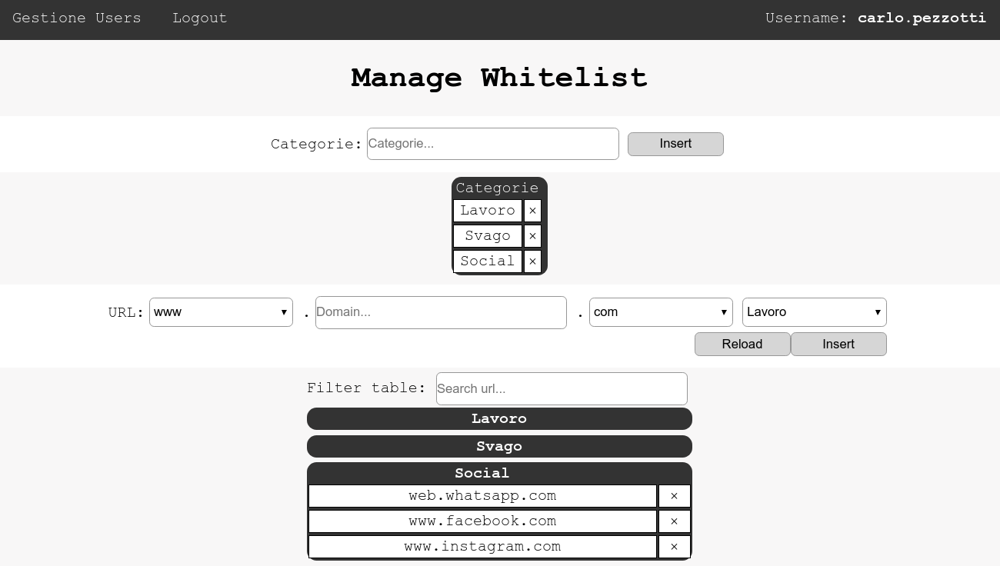 Gestione Users Logout Username: carlo.pezzotti
Manage Whitelist
Categorie: Categorie... Insert
Categorie
Lavoro ×
Svago ×
Social ×
URL: www ▼ . Domain... . com ▼ Lavoro ▼
Reload Insert
Filter table: Search url...
Lavoro
Svago
Social
web.whatsapp.com ×
www.facebook.com ×
www.instagram.com ×